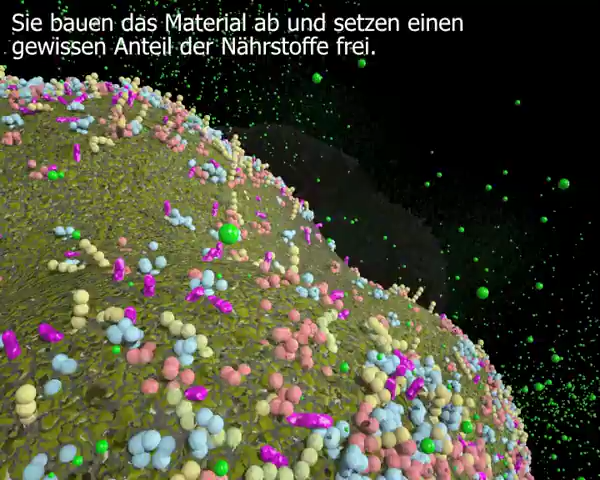 Sie bauen das Material ab und setzen einen
gewissen Anteil der Nährstoffe frei.